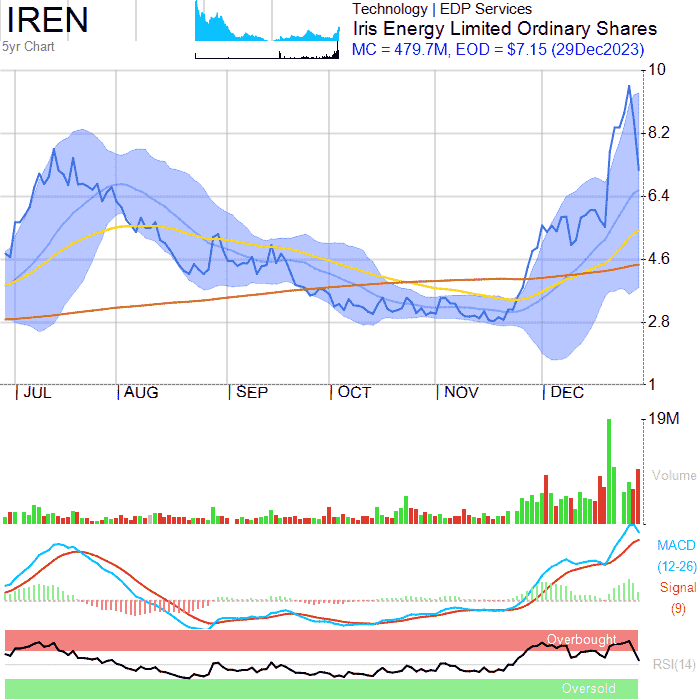 IREN
5yr Chart
Technology | EDP Services
Iris Energy Limited Ordinary Shares
MC = 479.7M, EOD = $7.15 (29Dec2023)
10
8.2
6.4
4.6
2.8
1
JUL AUG SEP OCT NOV DEC
19M
Volume
MACD
(12-26)
Signal
(9)
Overbought
RSI(14)
Oversold